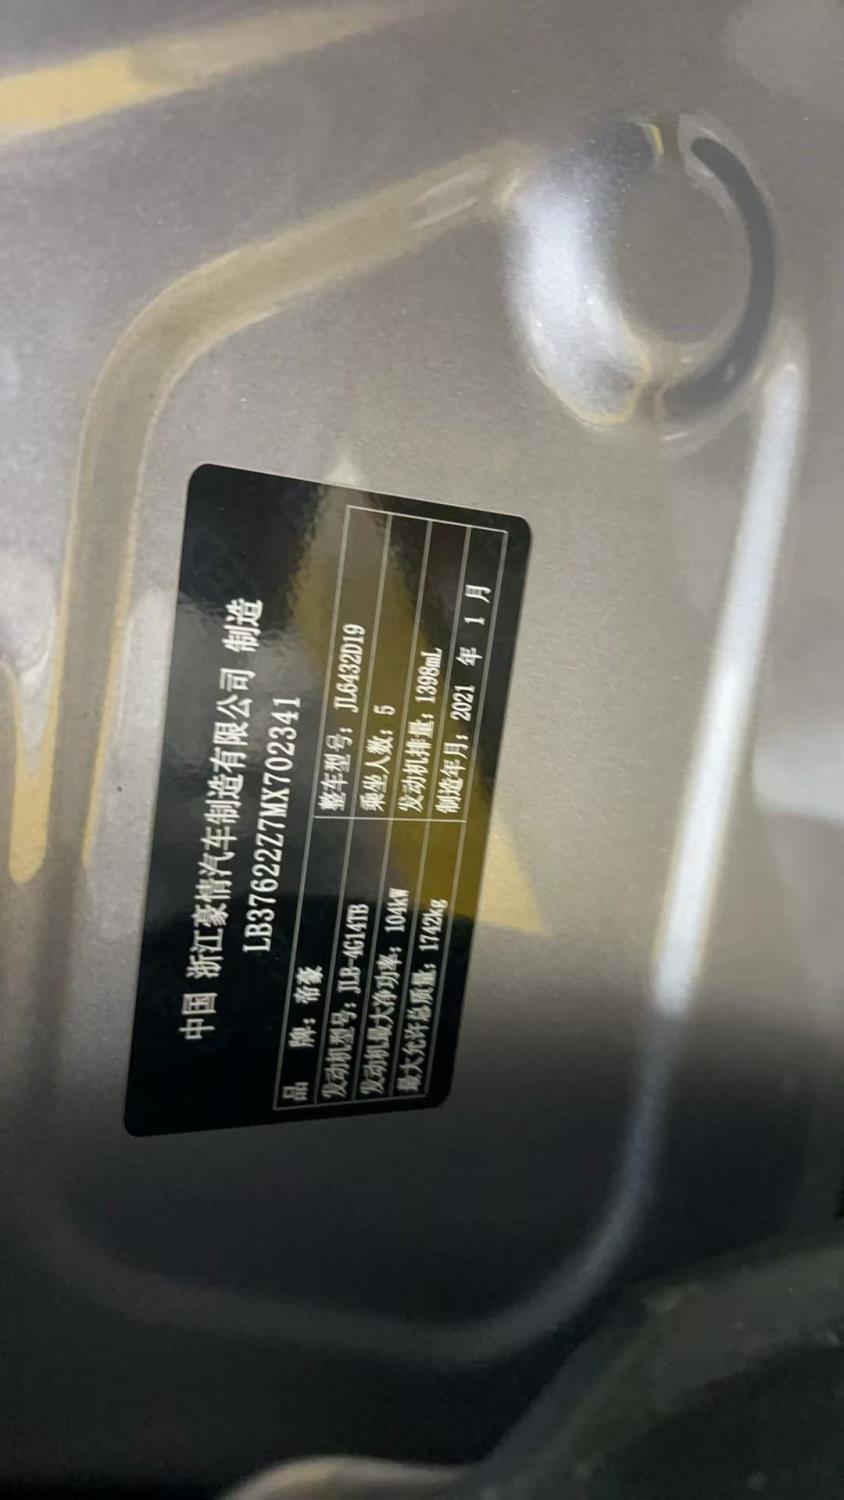 中国 浙江豪情汽车制造有限公司 制造
LB37622Z7MX702341
品 牌：帝豪 整车型号：JL6432D19
发动机型号：JLB-4G14TB 乘坐人数：5
发动机最大净功率：104kW 发动机排量：1398mL
最大允许总质量：1742kg 制造年月：2021 年 1 月